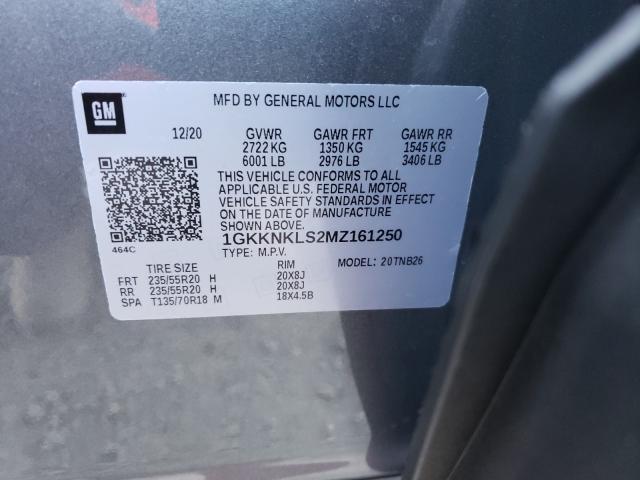 GM
MFD BY GENERAL MOTORS LLC
12/20 GVWR GAWR FRT GAWR RR
2722 KG 1350 KG 1545 KG
6001 LB 2976 LB 3406 LB
THIS VEHICLE CONFORMS TO ALL
APPLICABLE U.S. FEDERAL MOTOR
VEHICLE SAFETY STANDARDS IN EFFECT
ON THE DATE OF MANUFACTURE
SHOWN ABOVE.
464C
1GKKNKLS2MZ161250
TYPE: M.P.V. MODEL: 20TNB26
TIRE SIZE RIM
FRT 235/55R20 H 20X8J
RR 235/55R20 H 20X8J
SPA T135/70R18 M 18X4.5B